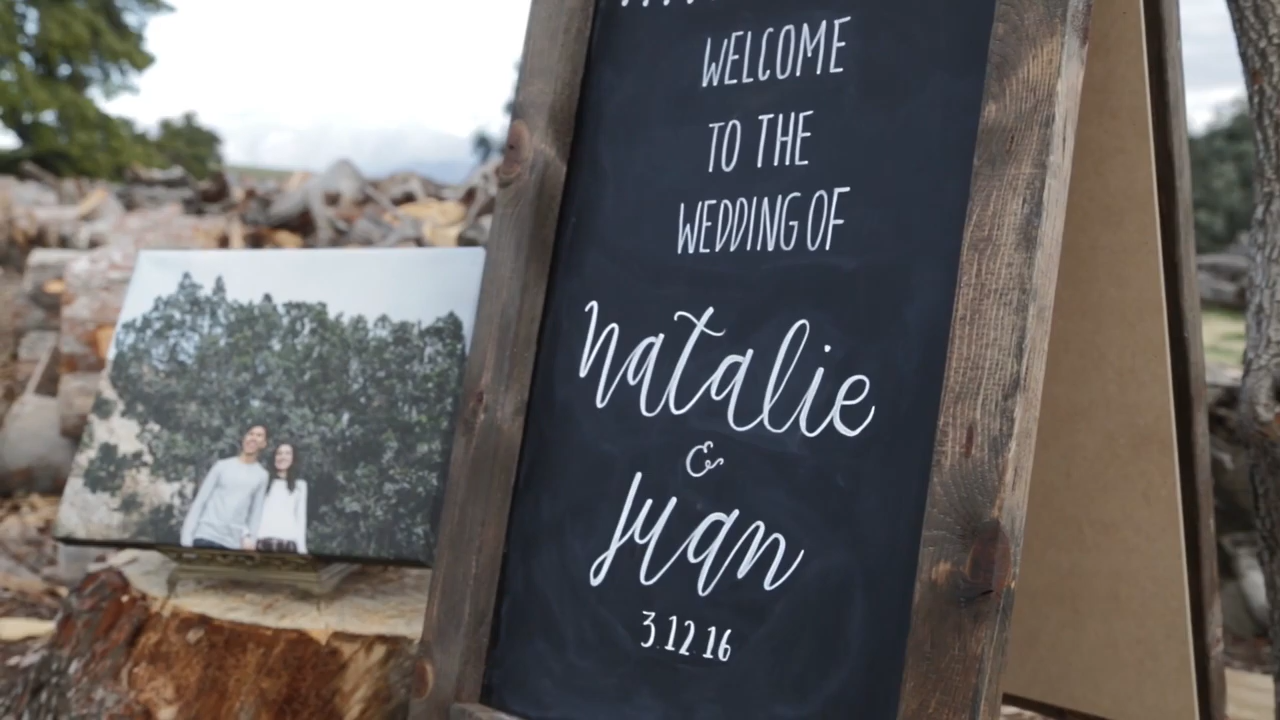 WELCOME
TO THE
WEDDING OF
Natalie
&
Juan
3.12.16